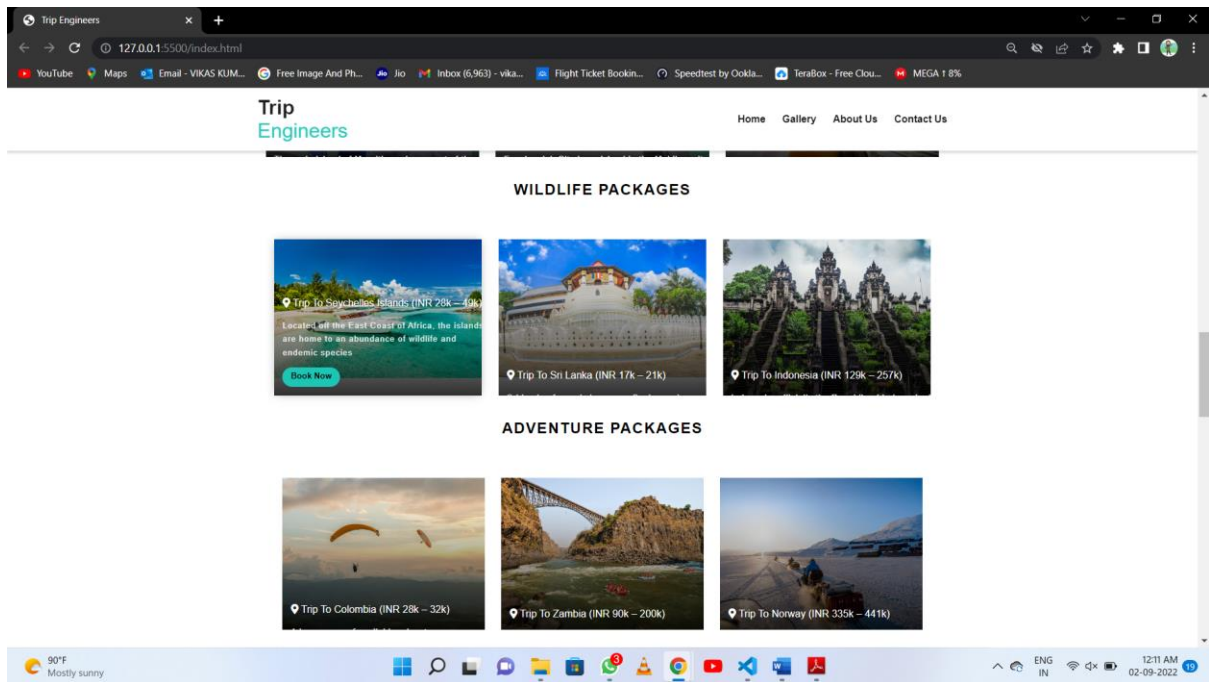 Trip Engineers
127.0.0.1:5500/index.html
YouTube Maps Email - VIKAS KUM... Free Image And Ph... Jio Inbox (6,963) - vika... Flight Ticket Bookin... Speedtest by Ookla... TeraBox - Free Clou... MEGA 1 8%
Trip
Engineers
Home Gallery About Us Contact Us
WILDLIFE PACKAGES
Trip To Seychelles Islands (INR 28k – 49k)
Located off the East Coast of Africa, the islands
are home to an abundance of wildlife and
endemic species
Book Now
Trip To Sri Lanka (INR 17k – 21k)
Trip To Indonesia (INR 129k – 257k)
ADVENTURE PACKAGES
Trip To Colombia (INR 28k – 32k)
Trip To Zambia (INR 90k – 200k)
Trip To Norway (INR 335k – 441k)
90°F
Mostly sunny
3
ENG
IN
12:11 AM
02-09-2022
19